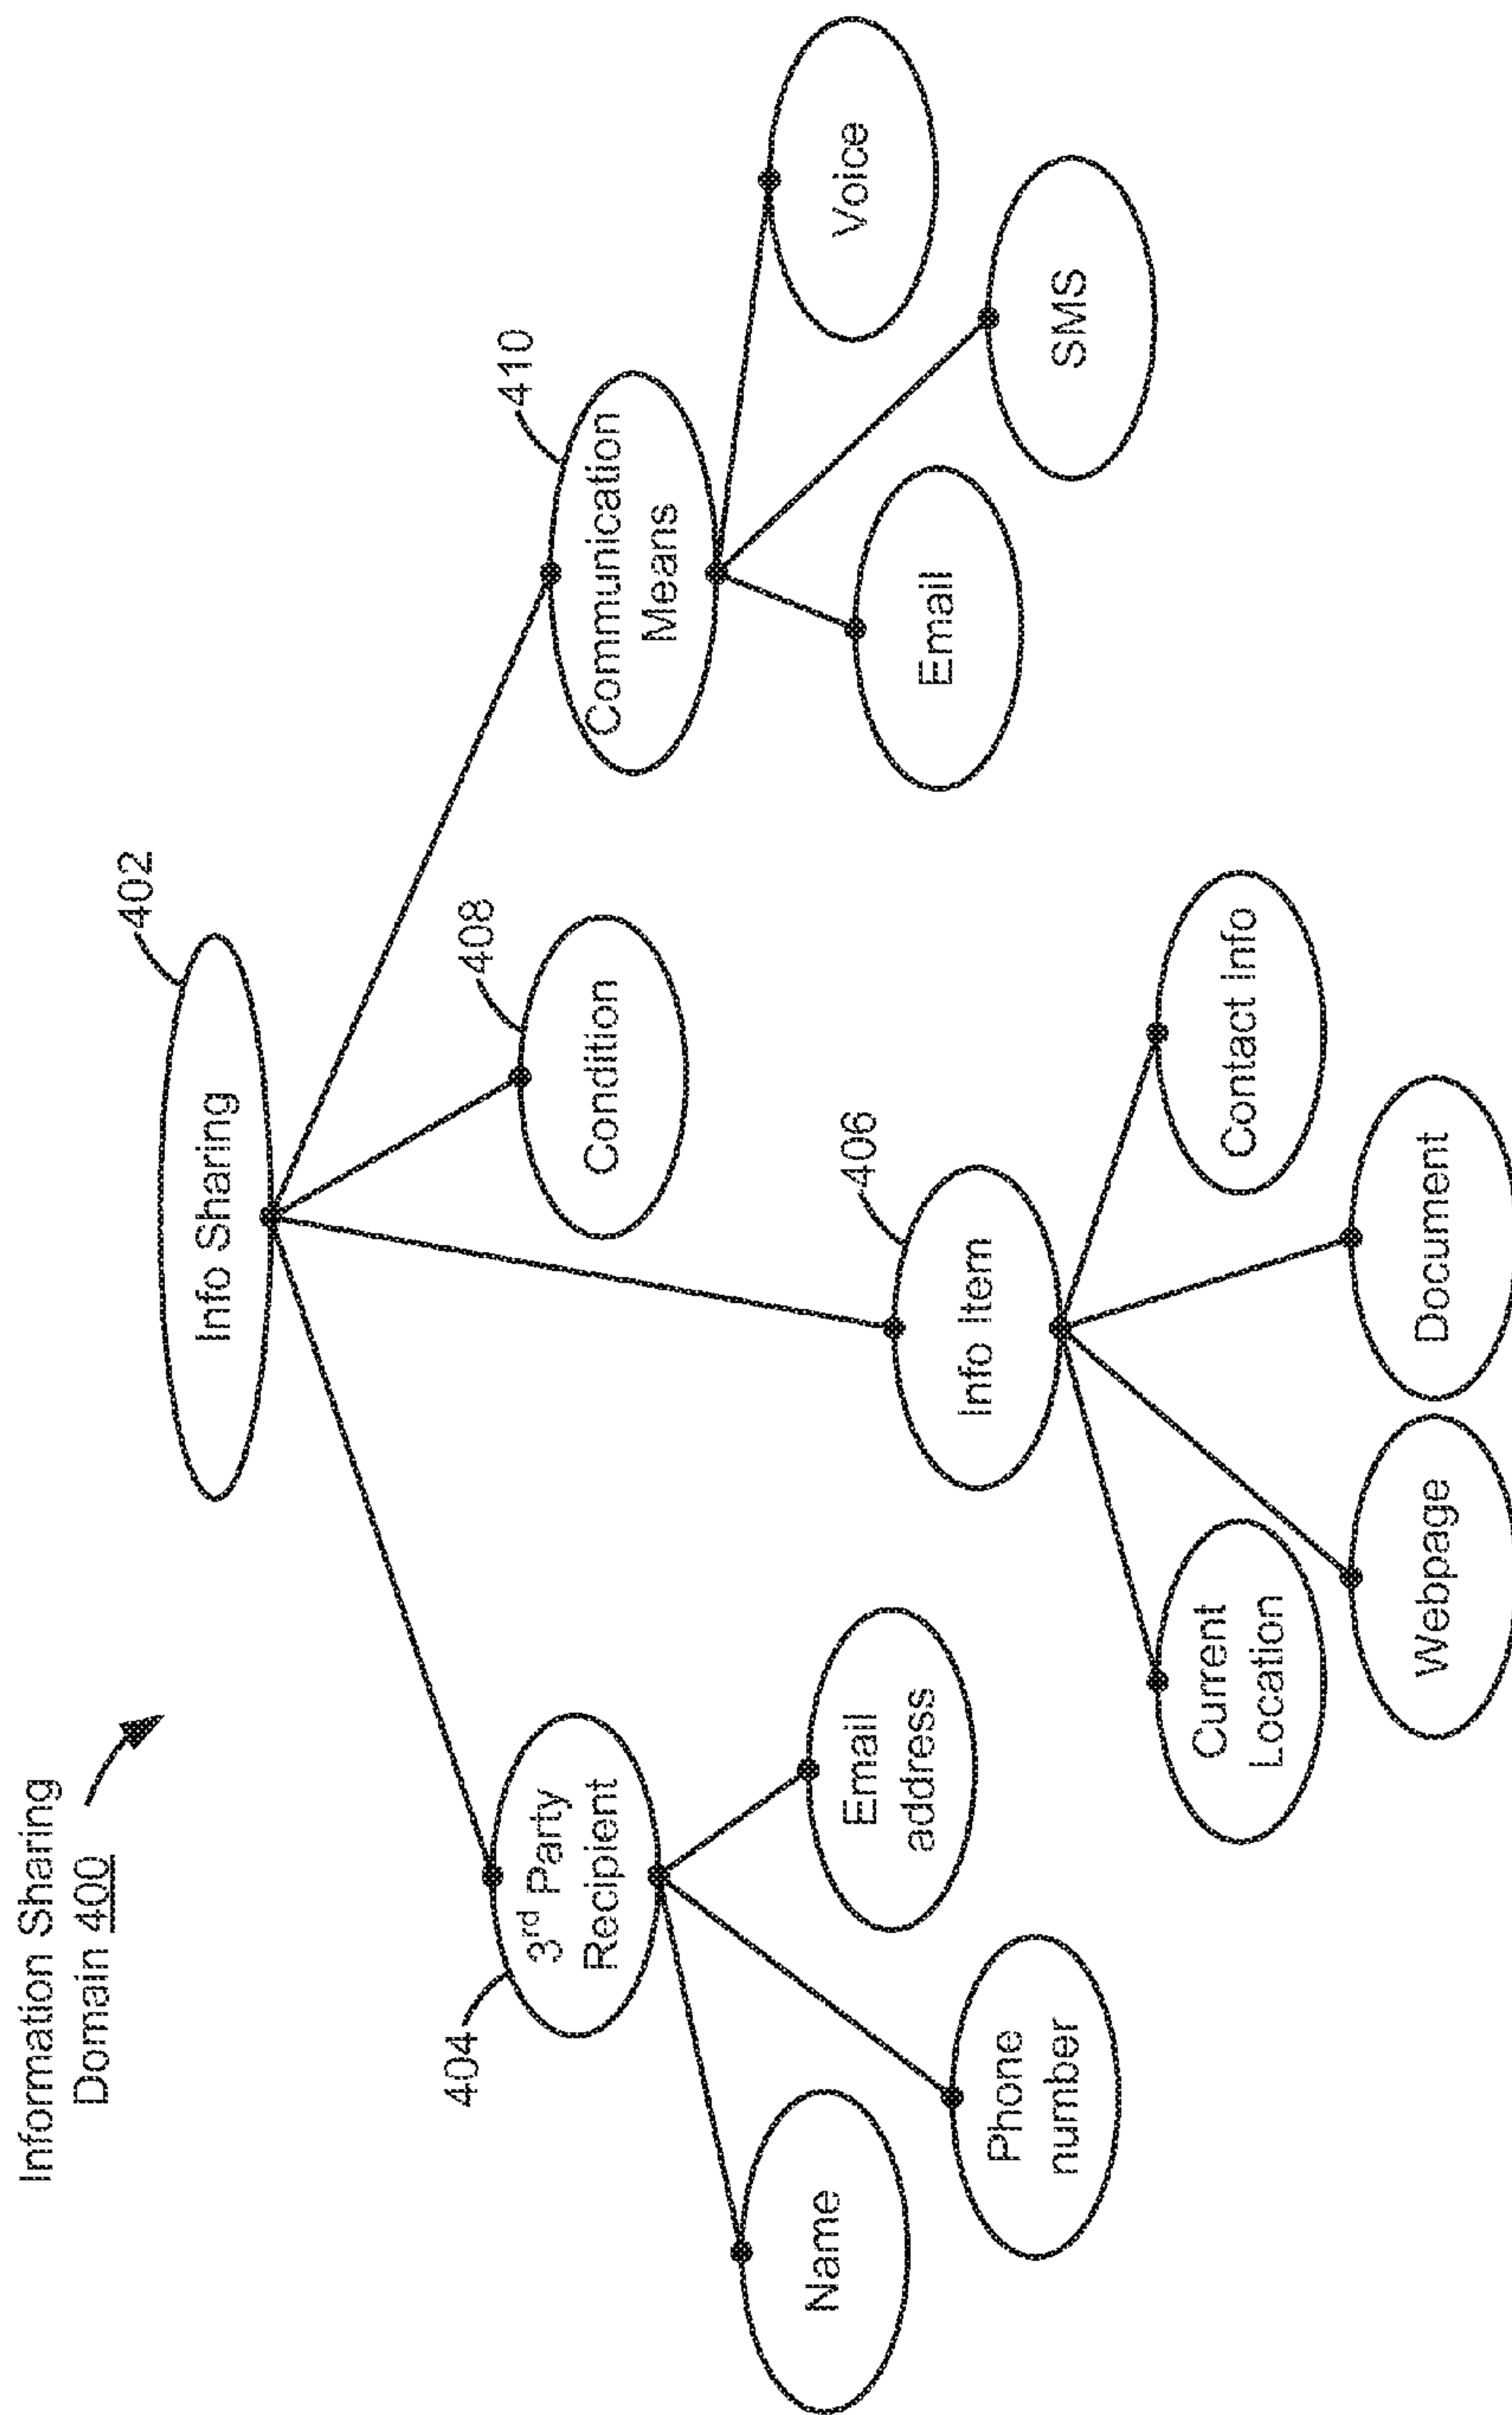 Information Sharing
Domain 400
402
Info Sharing
404
3rd Party
Recipient
408
Condition
410
Communication
Means
406
Info Item
Name
Phone
number
Email
address
Current
Location
Webpage
Document
Contact Info
Email
SMS
Voice